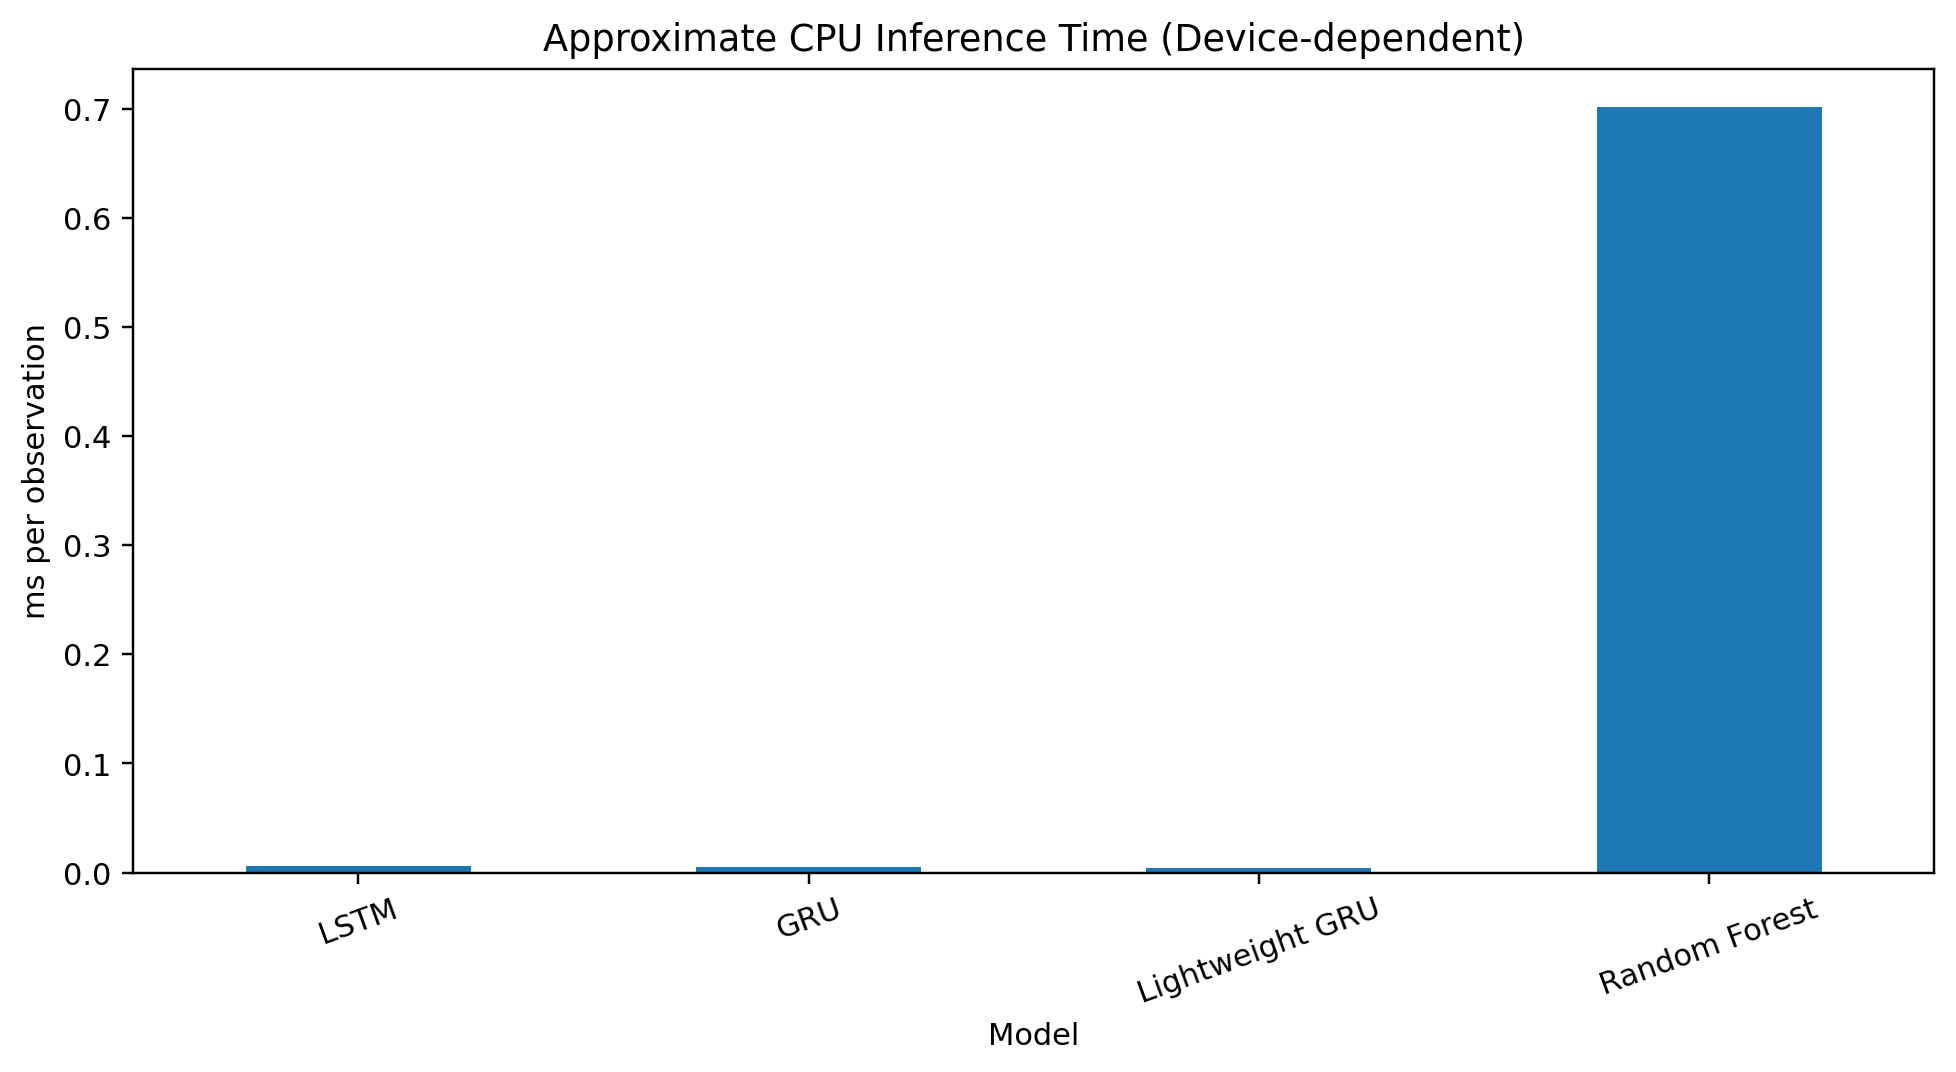 Approximate CPU Inference Time (Device-dependent)
0.7
0.6
0.5
0.4
0.3
0.2
0.1
0.0
ms per observation
LSTM
GRU
Lightweight GRU
Random Forest
Model